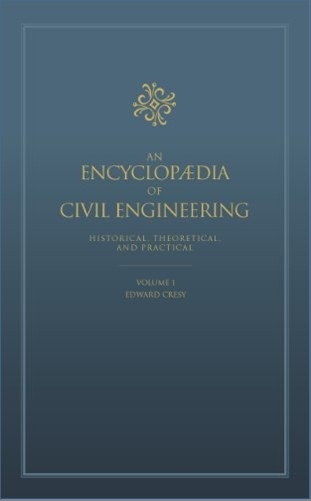 AN
ENCYCLOPÆDIA
OF
CIVIL ENGINEERING
HISTORICAL, THEORETICAL,
AND PRACTICAL
VOLUME I
EDWARD CRESY